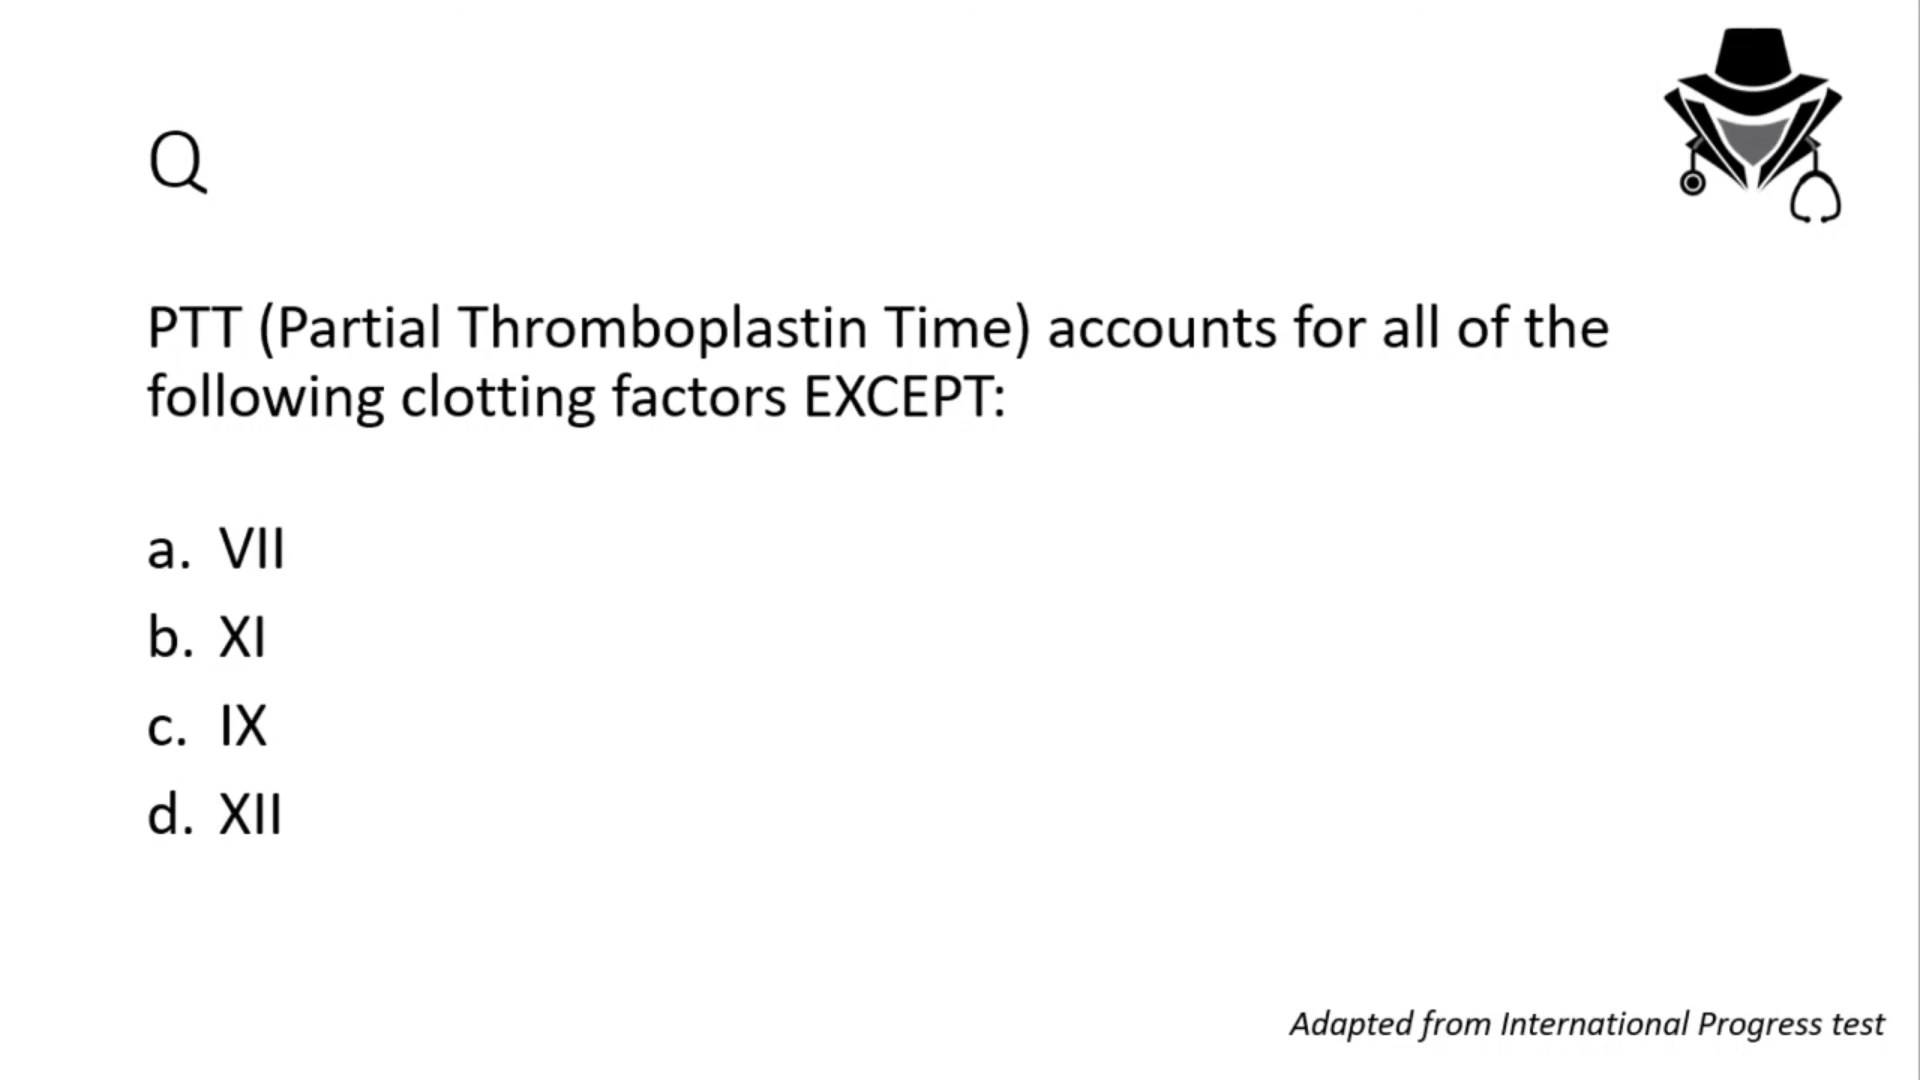 Q
PTT (Partial Thromboplastin Time) accounts for all of the
following clotting factors EXCEPT:
a. VII
b. XI
c. IX
d. XII
Adapted from International Progress test